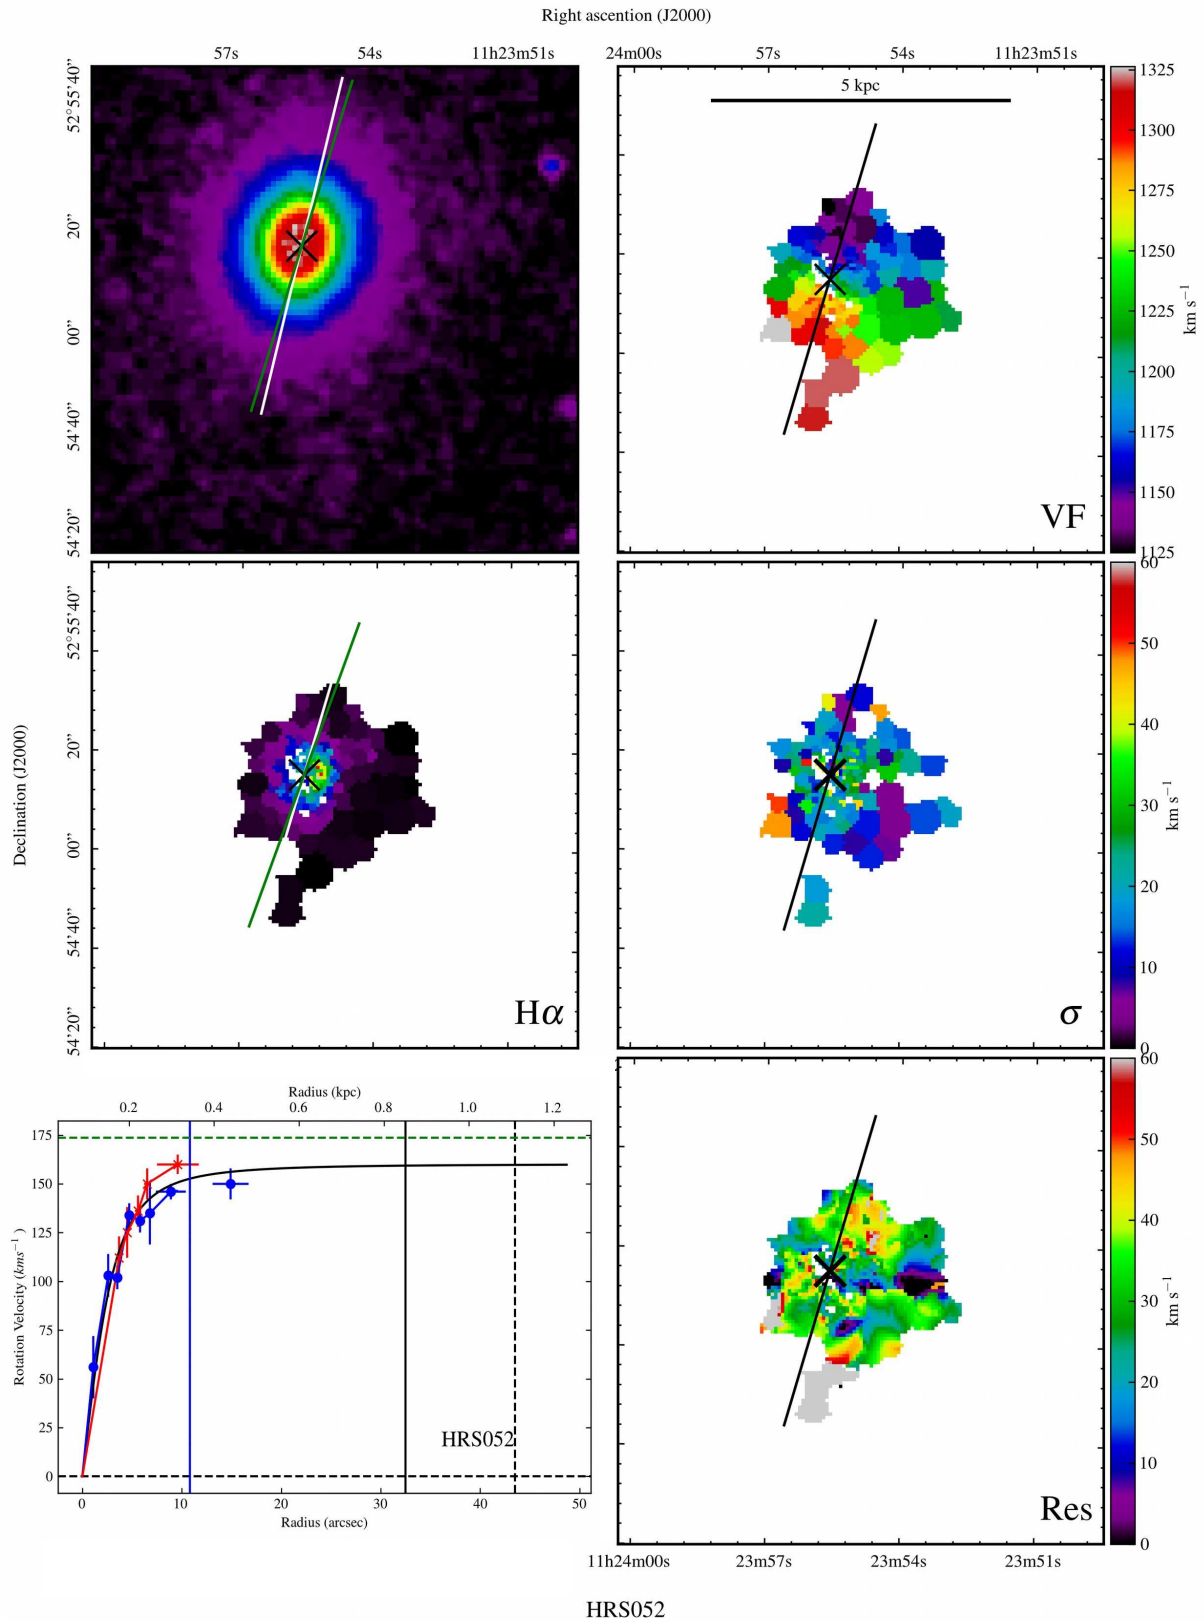 Right ascention (J2000)
57s 54s 11h23m51s
24m00s 57s 54s 11h23m51s
52°55'40"
20"
00"
54'40"
54'20"
5 kpc
VF
1325
1300
1275
1250
1225
1200
1175
1150
1125
km s⁻¹
Declination (J2000)
52°55'40"
20"
00"
54'40"
54'20"
Hα
σ
60
50
40
30
20
10
0
km s⁻¹
Radius (kpc)
0.2 0.4 0.6 0.8 1.0 1.2
Rotation Velocity (kms⁻¹)
175
150
125
100
75
50
25
0
HRS052
0 10 20 30 40 50
Radius (arcsec)
Res
60
50
40
30
20
10
0
km s⁻¹
11h24m00s 23m57s 23m54s 23m51s
HRS052